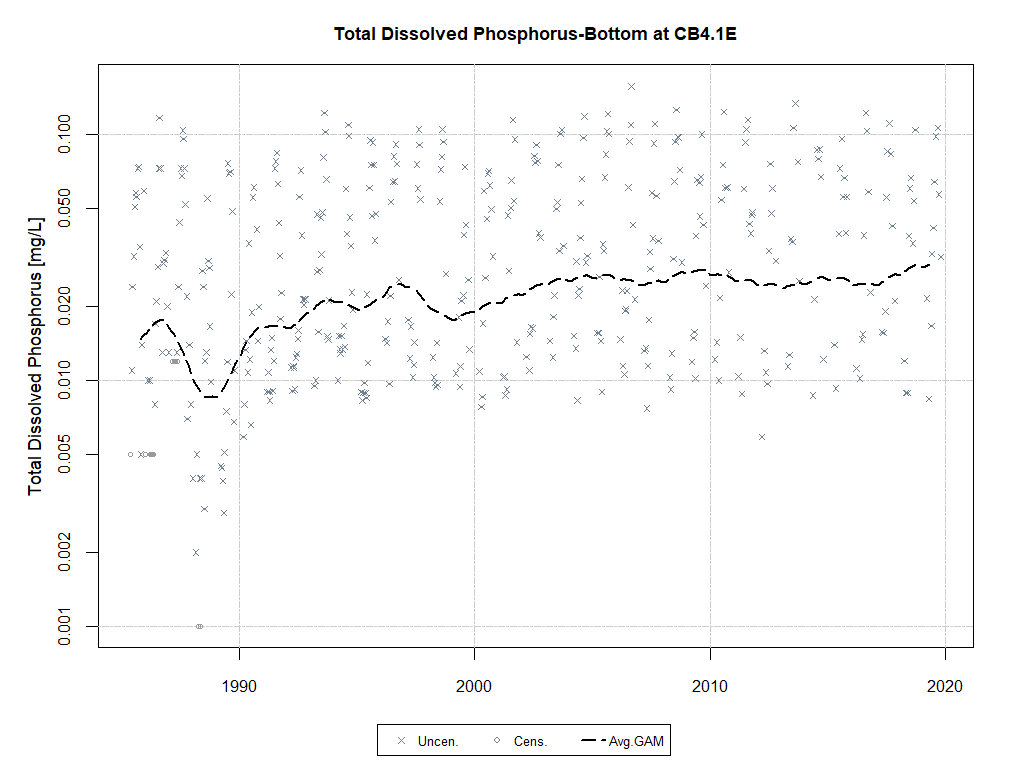 Total Dissolved Phosphorus-Bottom at CB4.1E
Total Dissolved Phosphorus [mg/L]
0.100
0.050
0.020
0.010
0.005
0.002
0.001
1990 2000 2010 2020
Uncen. Cens. Avg.GAM